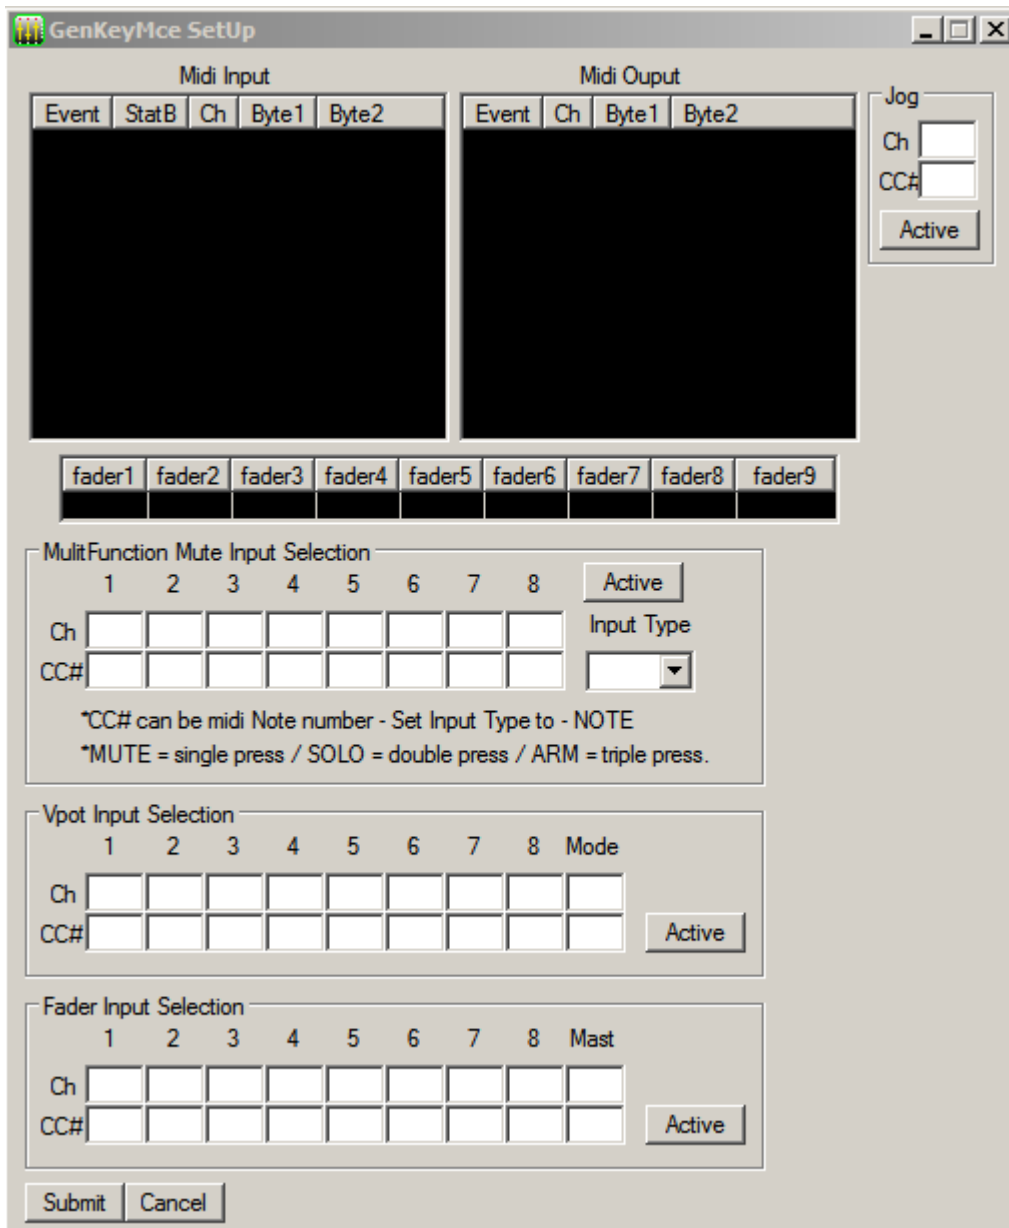 GenKeyMce SetUp
Midi Input
Midi Ouput
Event StatB Ch Byte1 Byte2
Event Ch Byte1 Byte2
Jog
Ch
CC#
Active
fader1 fader2 fader3 fader4 fader5 fader6 fader7 fader8 fader9
MulitFunction Mute Input Selection
1 2 3 4 5 6 7 8
Active
Ch
Input Type
CC#
*CC# can be midi Note number - Set Input Type to - NOTE
*MUTE = single press / SOLO = double press / ARM = triple press.
Vpot Input Selection
1 2 3 4 5 6 7 8 Mode
Ch
CC#
Active
Fader Input Selection
1 2 3 4 5 6 7 8 Mast
Ch
CC#
Active
Submit Cancel